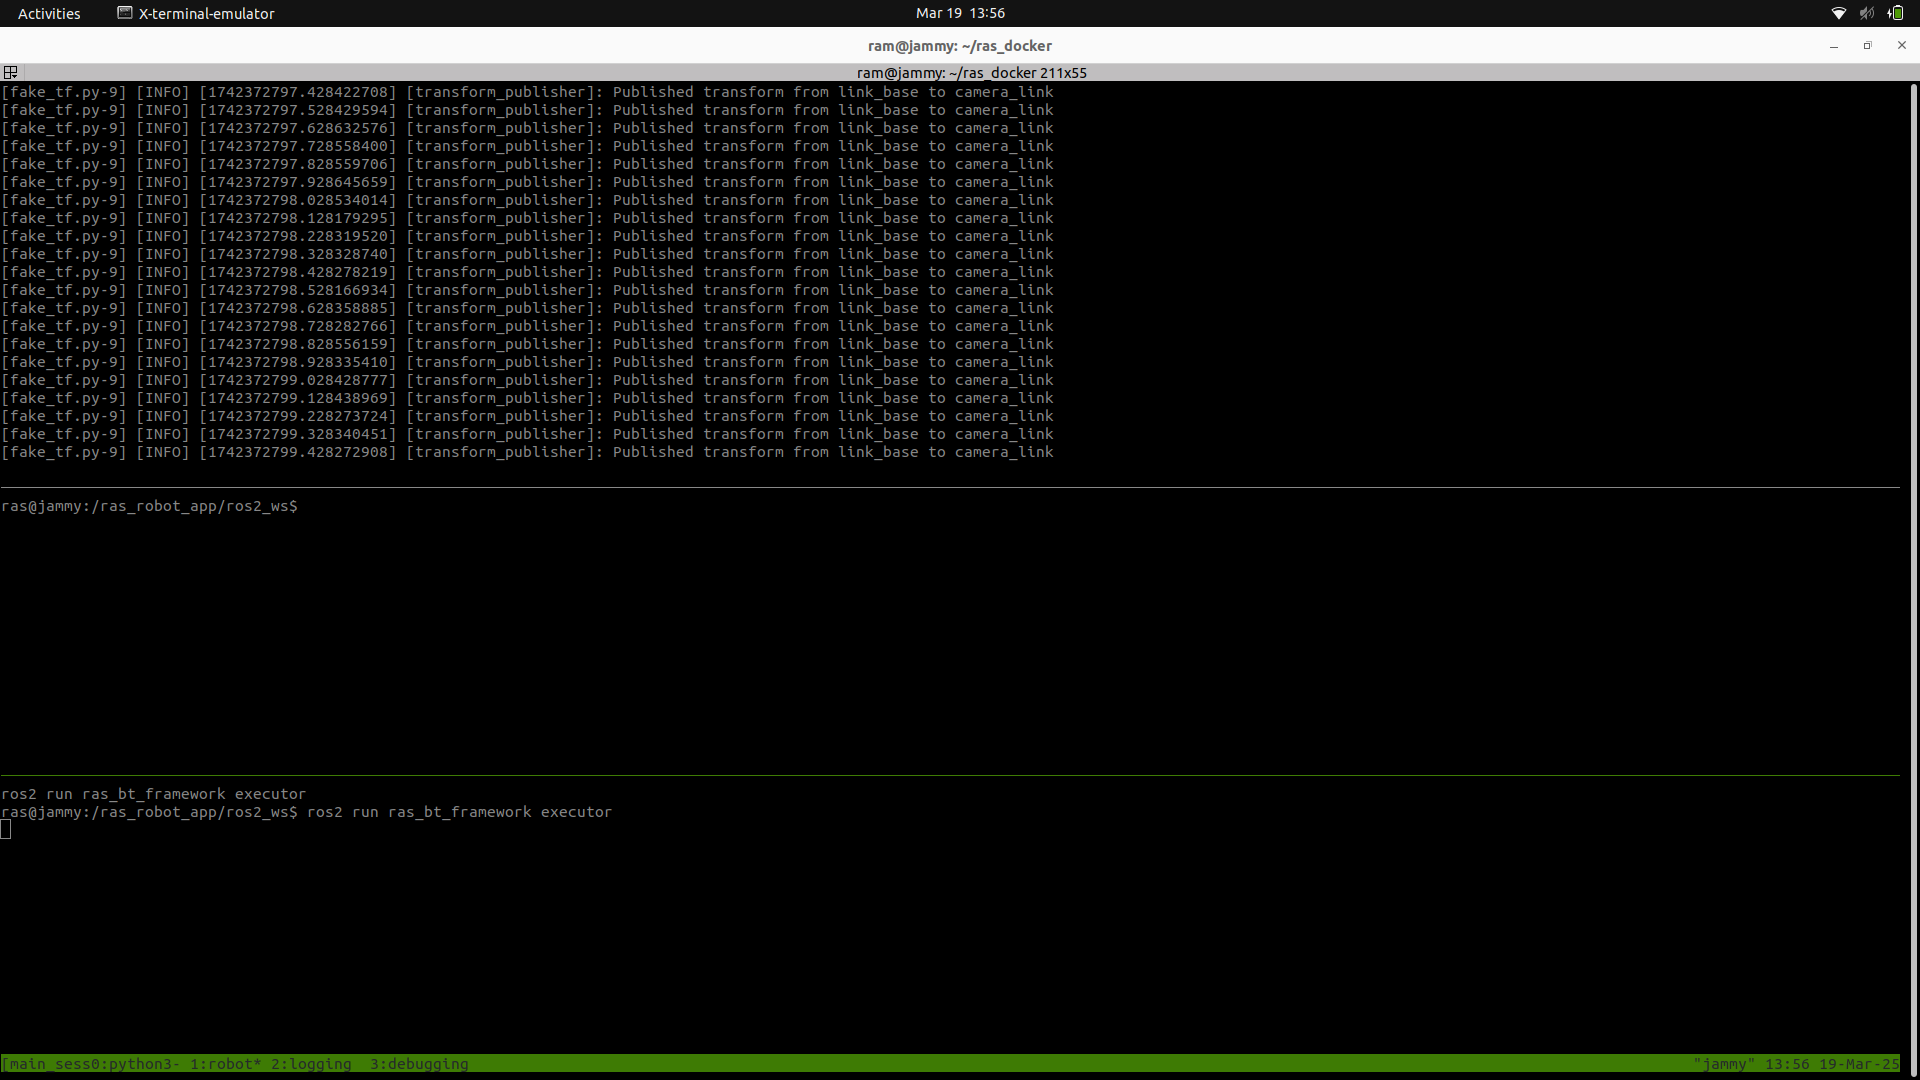 Activities X-terminal-emulator Mar 19 13:56
ram@jammy: ~/ras_docker
ram@jammy: ~/ras_docker 211x55
[fake_tf.py-9] [INFO] [1742372797.428422708] [transform_publisher]: Published transform from link_base to camera_link
[fake_tf.py-9] [INFO] [1742372797.528429594] [transform_publisher]: Published transform from link_base to camera_link
[fake_tf.py-9] [INFO] [1742372797.628632576] [transform_publisher]: Published transform from link_base to camera_link
[fake_tf.py-9] [INFO] [1742372797.728558400] [transform_publisher]: Published transform from link_base to camera_link
[fake_tf.py-9] [INFO] [1742372797.828559706] [transform_publisher]: Published transform from link_base to camera_link
[fake_tf.py-9] [INFO] [1742372797.928645659] [transform_publisher]: Published transform from link_base to camera_link
[fake_tf.py-9] [INFO] [1742372798.028534014] [transform_publisher]: Published transform from link_base to camera_link
[fake_tf.py-9] [INFO] [1742372798.128179295] [transform_publisher]: Published transform from link_base to camera_link
[fake_tf.py-9] [INFO] [1742372798.228319520] [transform_publisher]: Published transform from link_base to camera_link
[fake_tf.py-9] [INFO] [1742372798.328328740] [transform_publisher]: Published transform from link_base to camera_link
[fake_tf.py-9] [INFO] [1742372798.428278219] [transform_publisher]: Published transform from link_base to camera_link
[fake_tf.py-9] [INFO] [1742372798.528166934] [transform_publisher]: Published transform from link_base to camera_link
[fake_tf.py-9] [INFO] [1742372798.628358885] [transform_publisher]: Published transform from link_base to camera_link
[fake_tf.py-9] [INFO] [1742372798.728282766] [transform_publisher]: Published transform from link_base to camera_link
[fake_tf.py-9] [INFO] [1742372798.828556159] [transform_publisher]: Published transform from link_base to camera_link
[fake_tf.py-9] [INFO] [1742372798.928335410] [transform_publisher]: Published transform from link_base to camera_link
[fake_tf.py-9] [INFO] [1742372799.028428777] [transform_publisher]: Published transform from link_base to camera_link
[fake_tf.py-9] [INFO] [1742372799.128438969] [transform_publisher]: Published transform from link_base to camera_link
[fake_tf.py-9] [INFO] [1742372799.228273724] [transform_publisher]: Published transform from link_base to camera_link
[fake_tf.py-9] [INFO] [1742372799.328340451] [transform_publisher]: Published transform from link_base to camera_link
[fake_tf.py-9] [INFO] [1742372799.428272908] [transform_publisher]: Published transform from link_base to camera_link
ras@jammy:/ras_robot_app/ros2_ws$
ros2 run ras_bt_framework executor
ras@jammy:/ras_robot_app/ros2_ws$ ros2 run ras_bt_framework executor
[main_sess0:python3- 1:robot* 2:logging  3:debugging "jammy" 13:56 19-Mar-25